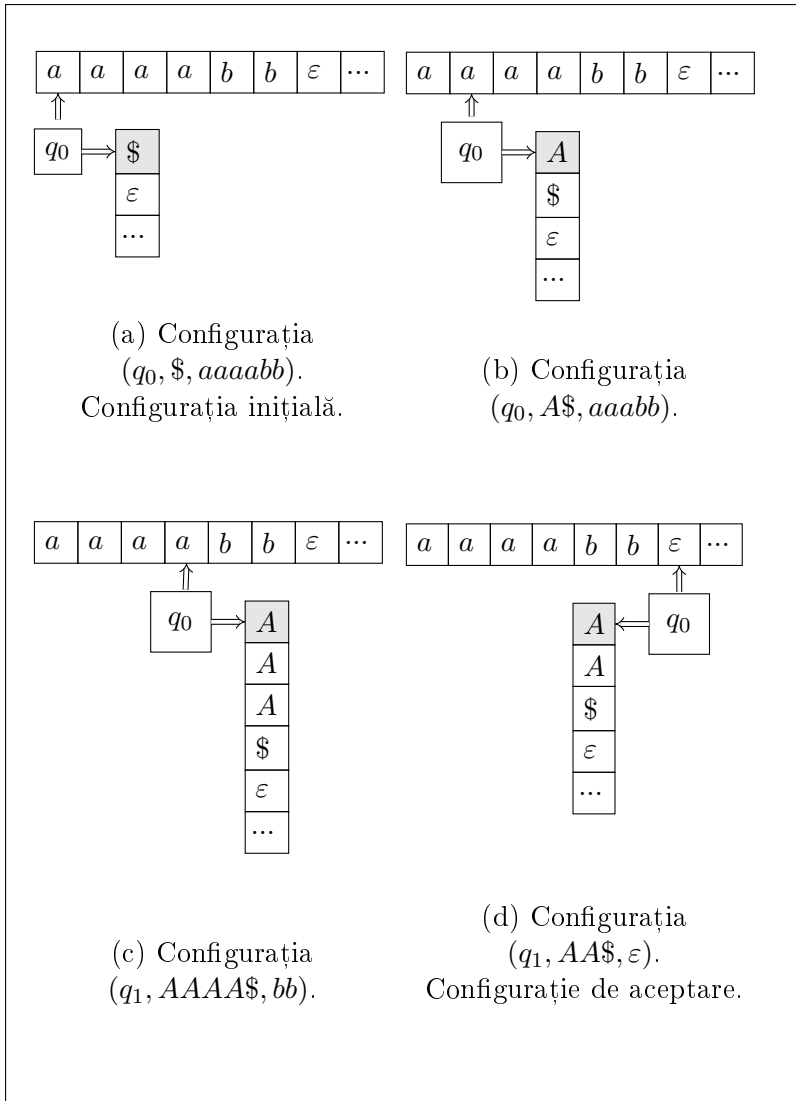 a a a a b b ε ...
q0
$
ε
...
(a) Configurația
(q0, $, aaaabb).
Configurația inițială.
a a a a b b ε ...
q0
A
$
ε
...
(b) Configurația
(q0, A$, aaabb).
a a a a b b ε ...
q0
A
A
A
$
ε
...
(c) Configurația
(q1, AAAA$, bb).
a a a a b b ε ...
A
q0
A
$
ε
...
(d) Configurația
(q1, AA$, ε).
Configurație de acceptare.